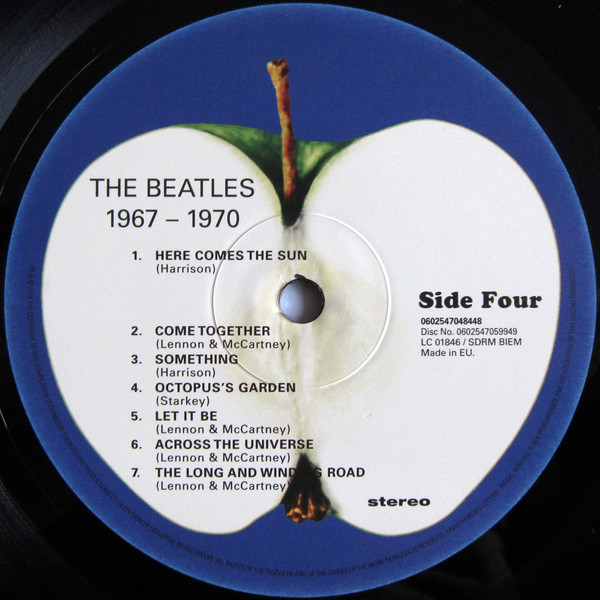 THE BEATLES
1967 – 1970
1. HERE COMES THE SUN
(Harrison)
2. COME TOGETHER
(Lennon & McCartney)
3. SOMETHING
(Harrison)
4. OCTOPUS'S GARDEN
(Starkey)
5. LET IT BE
(Lennon & McCartney)
6. ACROSS THE UNIVERSE
(Lennon & McCartney)
7. THE LONG AND WINDING ROAD
(Lennon & McCartney)
Side Four
0602547048448
Disc No. 0602547059949
LC 01846 / SDRM BIEM
Made in EU.
stereo